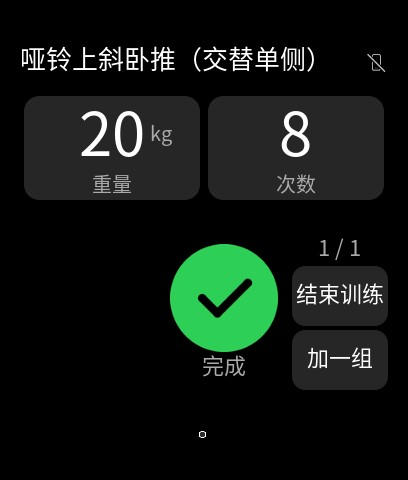 哑铃上斜卧推（交替单侧）
20 kg 8
重量 次数
1 / 1
结束训练
加一组
完成